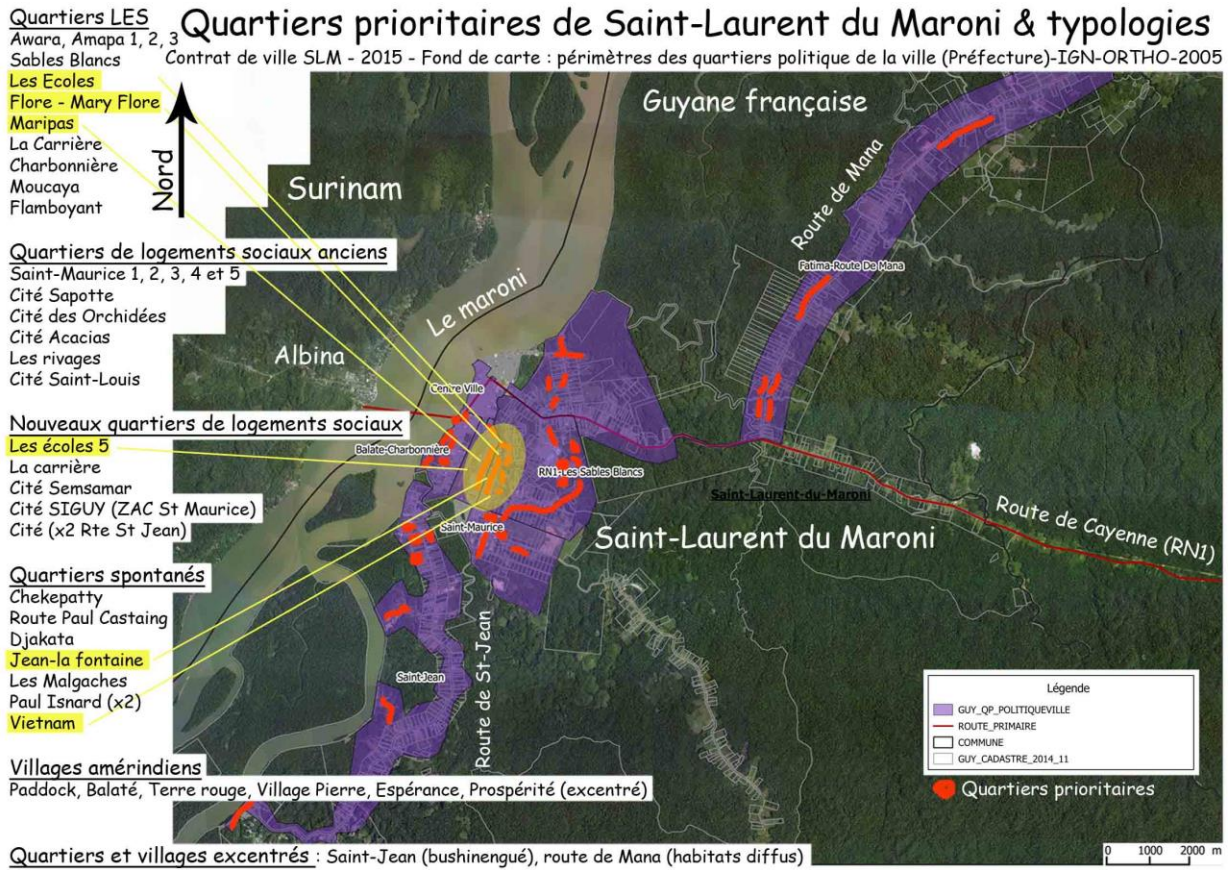 Quartiers prioritaires de Saint-Laurent du Maroni & typologies
Contrat de ville SLM - 2015 - Fond de carte : périmètres des quartiers politique de la ville (Préfecture)-IGN-ORTHO-2005
Quartiers LES
Awara, Amapa 1, 2, 3
Sables Blancs
Les Ecoles
Flore - Mary Flore
Maripas
La Carrière
Charbonnière
Moucaya
Flamboyant
Nord
Quartiers de logements sociaux anciens
Saint-Maurice 1, 2, 3, 4 et 5
Cité Sapotte
Cité des Orchidées
Cité Acacias
Les rivages
Cité Saint-Louis
Nouveaux quartiers de logements sociaux
Les écoles 5
La carrière
Cité Semsamar
Cité SIGUY (ZAC St Maurice)
Cité (x2 Rte St Jean)
Quartiers spontanés
Chekepatty
Route Paul Castaing
Djakata
Jean-la fontaine
Les Malgaches
Paul Isnard (x2)
Vietnam
Villages amérindiens
Paddock, Balaté, Terre rouge, Village Pierre, Espérance, Prospérité (excentré)
Quartiers et villages excentrés : Saint-Jean (bushinengué), route de Mana (habitats diffus)
Guyane française
Surinam
Route de Mana
Fatima-Route De Mana
Le maroni
Albina
Centre Ville
Balate-Charbonnière
RN1-Les Sables Blancs
Saint-Laurent-du-Maroni
Saint-Maurice
Saint-Laurent du Maroni
Route de Cayenne (RN1)
Saint-Jean
Route de St-Jean
Légende
GUY_QP_POLITIQUEVILLE
ROUTE_PRIMAIRE
COMMUNE
GUY_CADASTRE_2014_11
Quartiers prioritaires
0 1000 2000 m